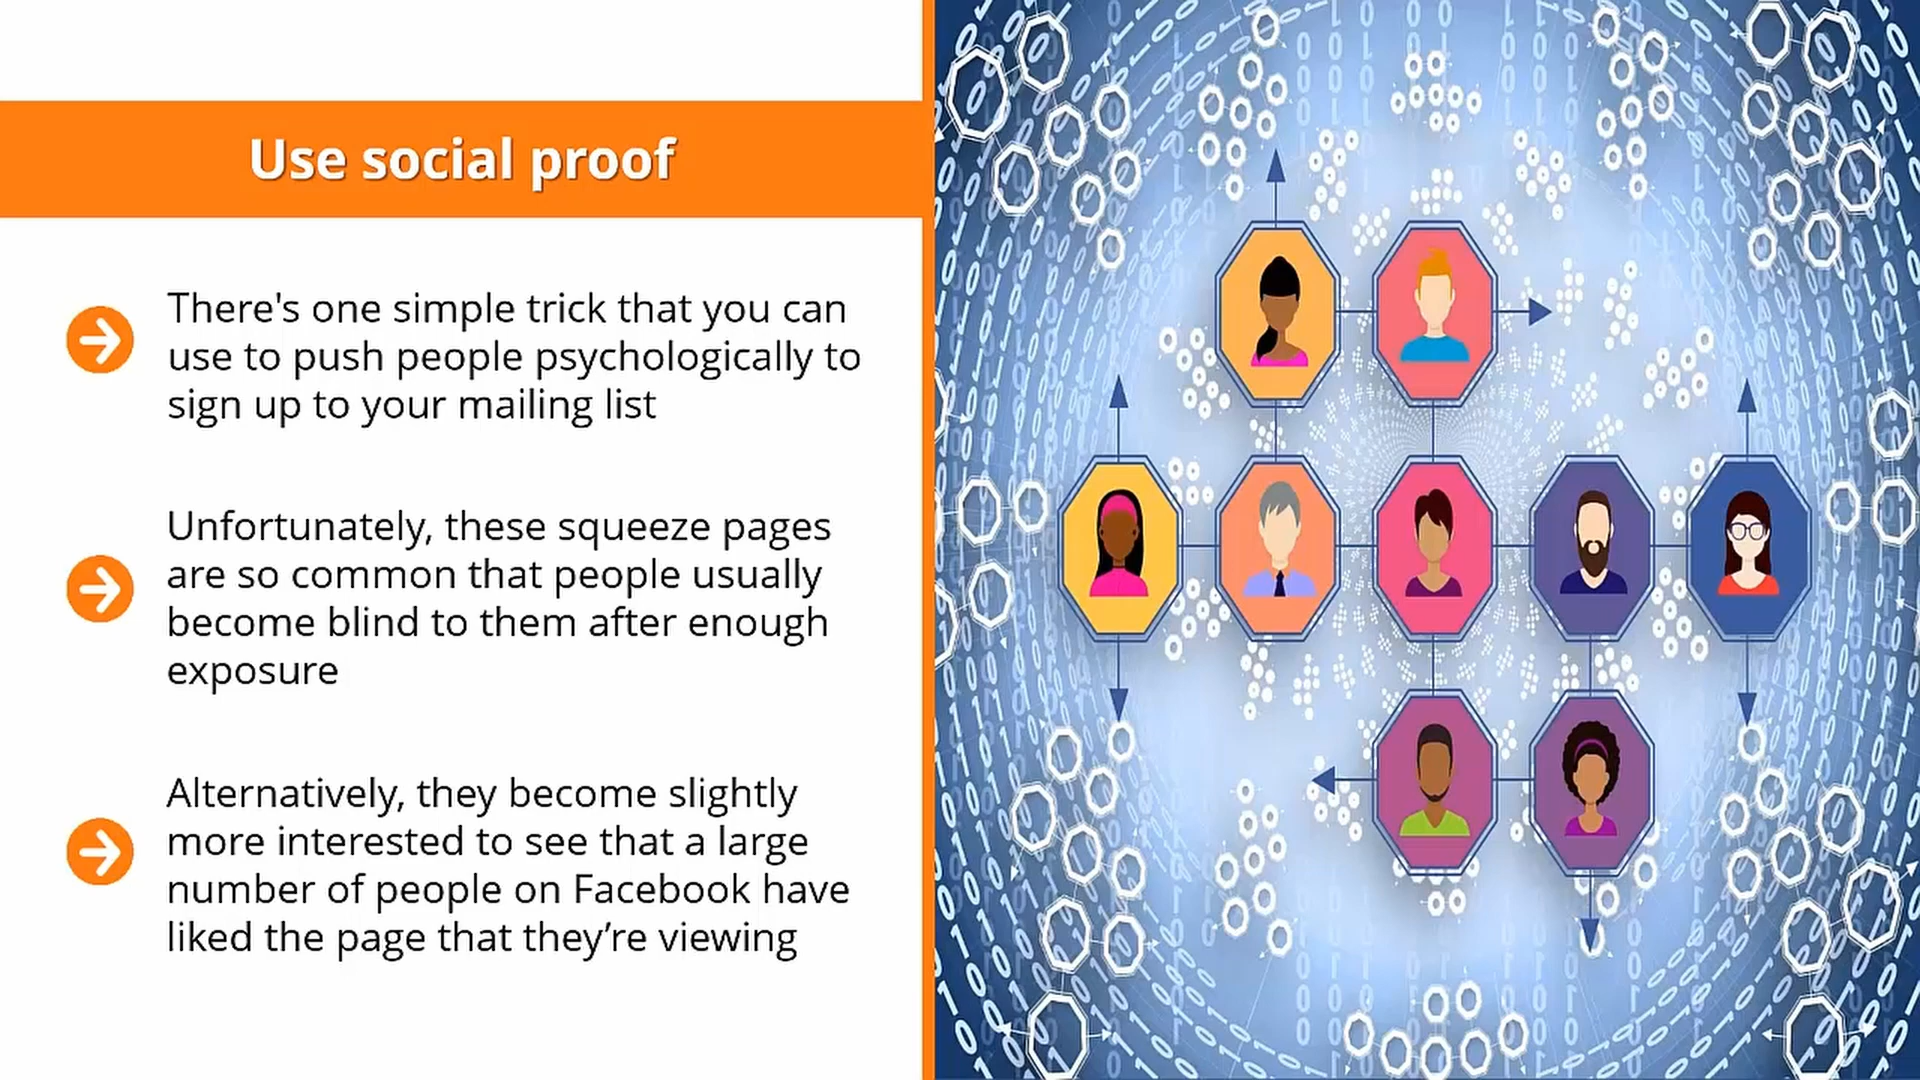 Use social proof
There's one simple trick that you can
use to push people psychologically to
sign up to your mailing list
Unfortunately, these squeeze pages
are so common that people usually
become blind to them after enough
exposure
Alternatively, they become slightly
more interested to see that a large
number of people on Facebook have
liked the page that they’re viewing